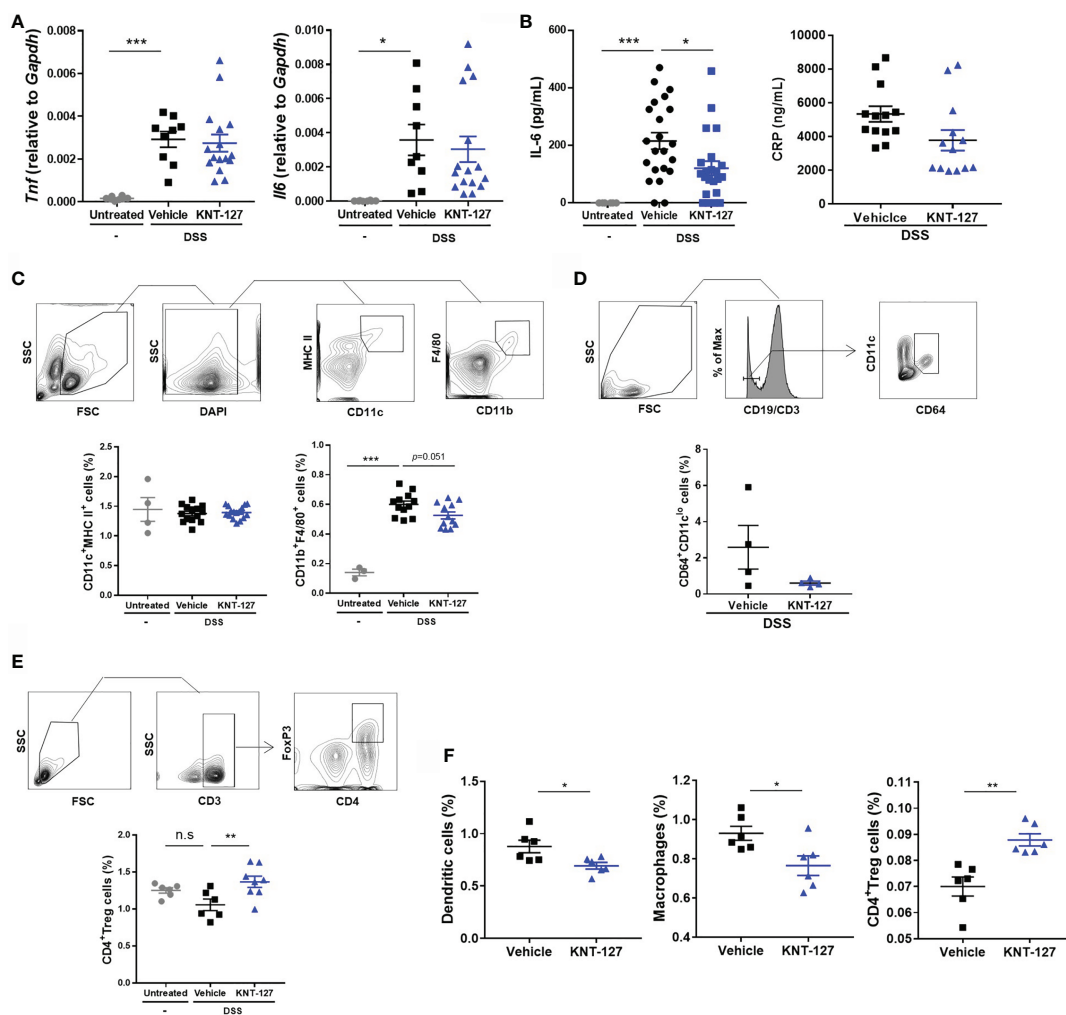 A
Tnf (relative to Gapdh)
0.008
0.006
0.004
0.002
0.000
***
Untreated
Vehicle
KNT-127
-
DSS
Il6 (relative to Gapdh)
0.010
0.008
0.006
0.004
0.002
0.000
*
Untreated
Vehicle
KNT-127
-
DSS
B
IL-6 (pg/mL)
600
400
200
0
***
*
Untreated
Vehicle
KNT-127
-
DSS
CRP (ng/mL)
10000
8000
6000
4000
2000
0
Vehiclce
KNT-127
DSS
C
SSC
FSC
SSC
DAPI
MHC II
CD11c
F4/80
CD11b
CD11c+MHC II+ cells (%)
2.5
2.0
1.5
1.0
0.5
0.0
Untreated
Vehicle
KNT-127
-
DSS
CD11b+F4/80+ cells (%)
1.0
0.8
0.6
0.4
0.2
0.0
***
p=0.051
Untreated
Vehicle
KNT-127
-
DSS
D
SSC
FSC
% of Max
CD19/CD3
CD11c
CD64
CD64+CD11clo cells (%)
8
6
4
2
0
Vehicle
KNT-127
DSS
E
SSC
FSC
SSC
CD3
FoxP3
CD4
CD4+Treg cells (%)
2.0
1.5
1.0
0.5
0.0
n.s
**
Untreated
Vehicle
KNT-127
-
DSS
F
Dendritic cells (%)
1.5
1.0
0.5
0.0
*
Vehicle
KNT-127
Macrophages (%)
1.2
1.0
0.8
0.6
0.4
*
Vehicle
KNT-127
CD4+Treg cells (%)
0.11
0.10
0.09
0.08
0.07
0.06
0.05
**
Vehicle
KNT-127